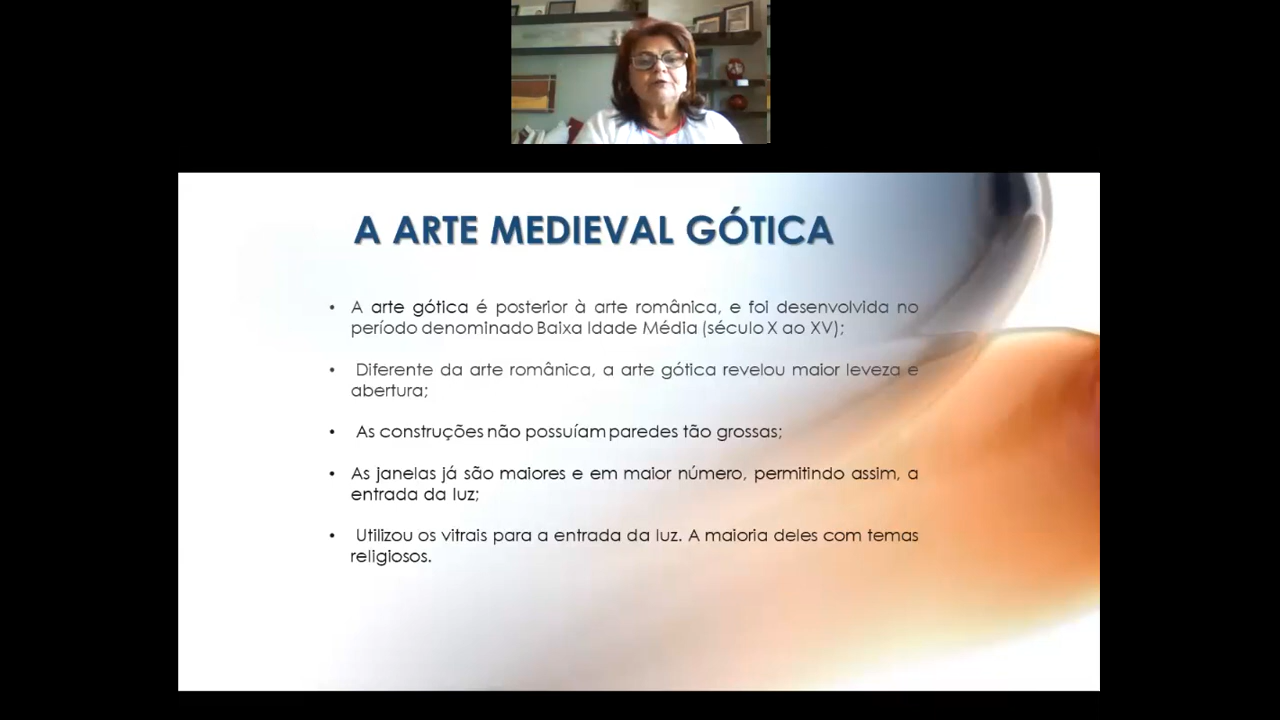 A ARTE MEDIEVAL GÓTICA
• A arte gótica é posterior à arte românica, e foi desenvolvida no
período denominado Baixa Idade Média (século X ao XV);
• Diferente da arte românica, a arte gótica revelou maior leveza e
abertura;
• As construções não possuíam paredes tão grossas;
• As janelas já são maiores e em maior número, permitindo assim, a
entrada da luz;
• Utilizou os vitrais para a entrada da luz. A maioria deles com temas
religiosos.